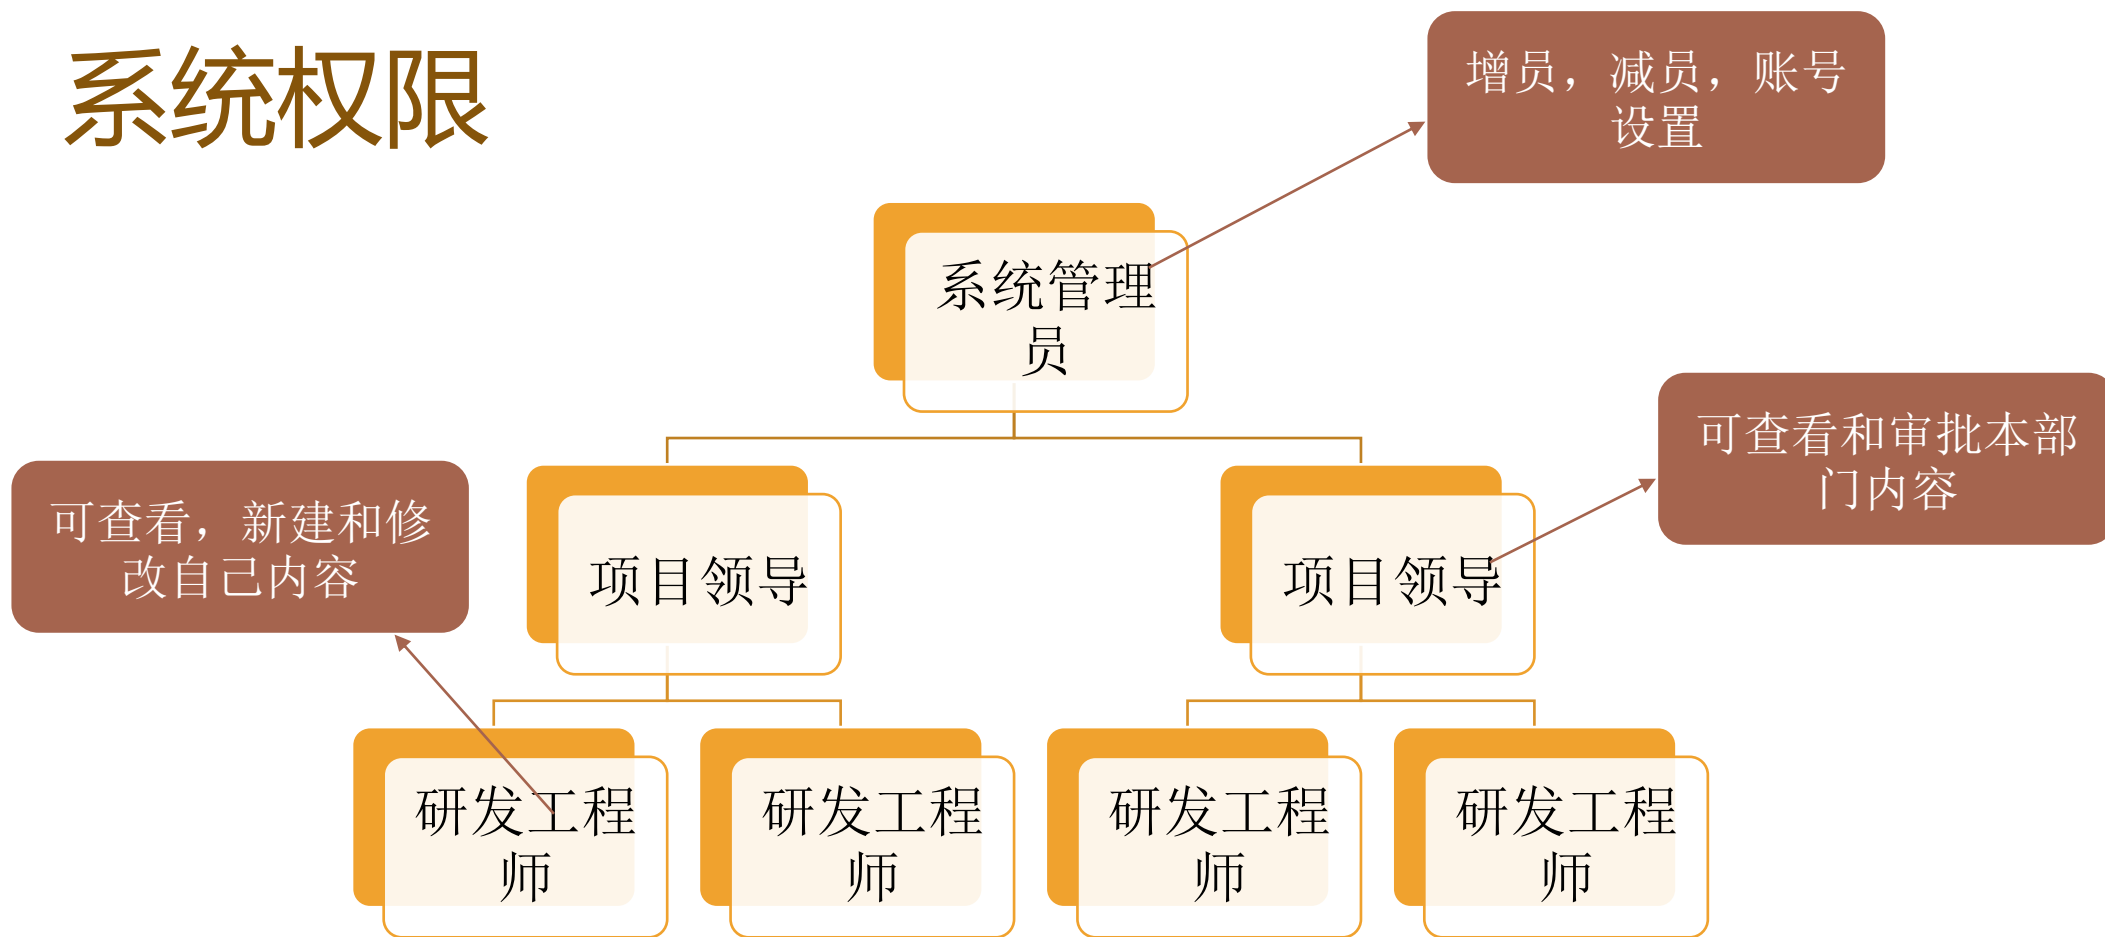 系统权限
增员，减员，账号
设置
系统管理
员
可查看和审批本部
门内容
可查看，新建和修
改自己内容
项目领导
项目领导
研发工程
师
研发工程
师
研发工程
师
研发工程
师